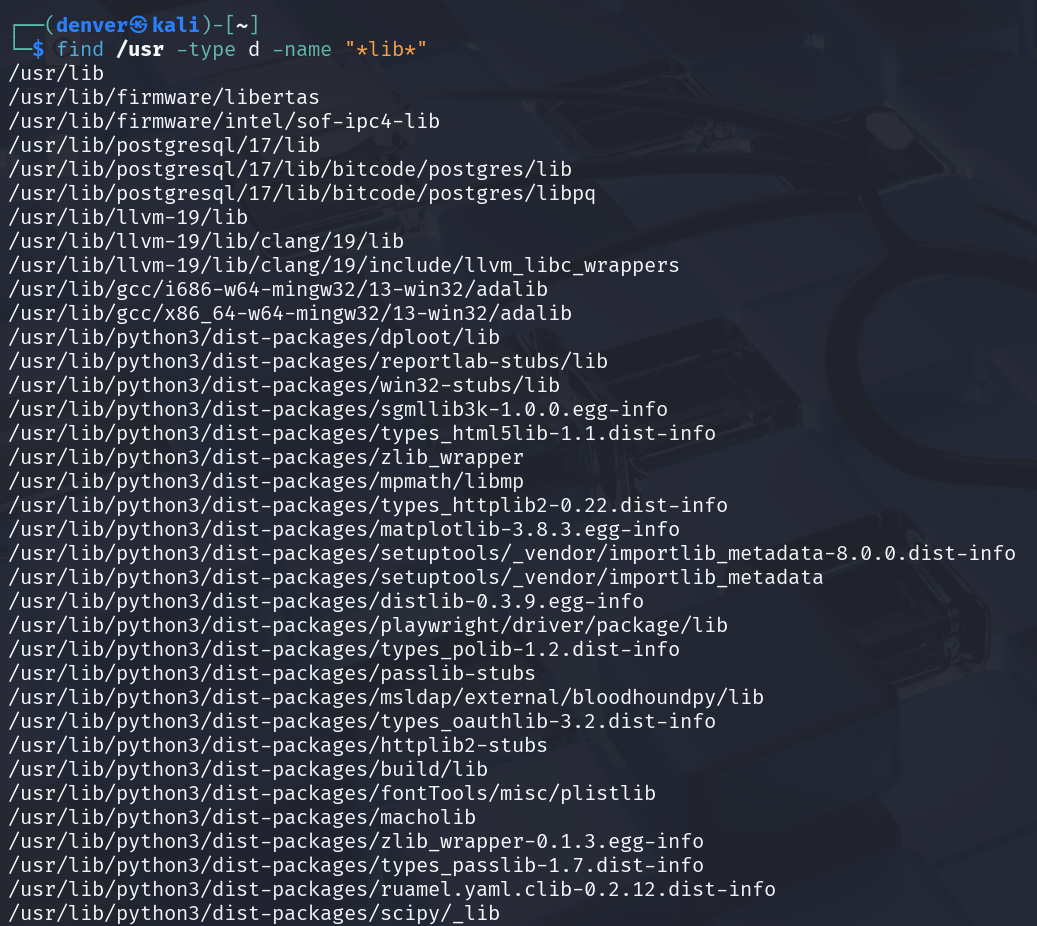 ┌──(denver㉿kali)-[~]
└─$ find /usr -type d -name "*lib*"
/usr/lib
/usr/lib/firmware/libertas
/usr/lib/firmware/intel/sof-ipc4-lib
/usr/lib/postgresql/17/lib
/usr/lib/postgresql/17/lib/bitcode/postgres/lib
/usr/lib/postgresql/17/lib/bitcode/postgres/libpq
/usr/lib/llvm-19/lib
/usr/lib/llvm-19/lib/clang/19/lib
/usr/lib/llvm-19/lib/clang/19/include/llvm_libc_wrappers
/usr/lib/gcc/i686-w64-mingw32/13-win32/adalib
/usr/lib/gcc/x86_64-w64-mingw32/13-win32/adalib
/usr/lib/python3/dist-packages/dploot/lib
/usr/lib/python3/dist-packages/reportlab-stubs/lib
/usr/lib/python3/dist-packages/win32-stubs/lib
/usr/lib/python3/dist-packages/sgmllib3k-1.0.0.egg-info
/usr/lib/python3/dist-packages/types_html5lib-1.1.dist-info
/usr/lib/python3/dist-packages/zlib_wrapper
/usr/lib/python3/dist-packages/mpmath/libmp
/usr/lib/python3/dist-packages/types_httplib2-0.22.dist-info
/usr/lib/python3/dist-packages/matplotlib-3.8.3.egg-info
/usr/lib/python3/dist-packages/setuptools/_vendor/importlib_metadata-8.0.0.dist-info
/usr/lib/python3/dist-packages/setuptools/_vendor/importlib_metadata
/usr/lib/python3/dist-packages/distlib-0.3.9.egg-info
/usr/lib/python3/dist-packages/playwright/driver/package/lib
/usr/lib/python3/dist-packages/types_polib-1.2.dist-info
/usr/lib/python3/dist-packages/passlib-stubs
/usr/lib/python3/dist-packages/msldap/external/bloodhoundpy/lib
/usr/lib/python3/dist-packages/types_oauthlib-3.2.dist-info
/usr/lib/python3/dist-packages/httplib2-stubs
/usr/lib/python3/dist-packages/build/lib
/usr/lib/python3/dist-packages/fontTools/misc/plistlib
/usr/lib/python3/dist-packages/macholib
/usr/lib/python3/dist-packages/zlib_wrapper-0.1.3.egg-info
/usr/lib/python3/dist-packages/types_passlib-1.7.dist-info
/usr/lib/python3/dist-packages/ruamel.yaml.clib-0.2.12.dist-info
/usr/lib/python3/dist-packages/scipy/_lib